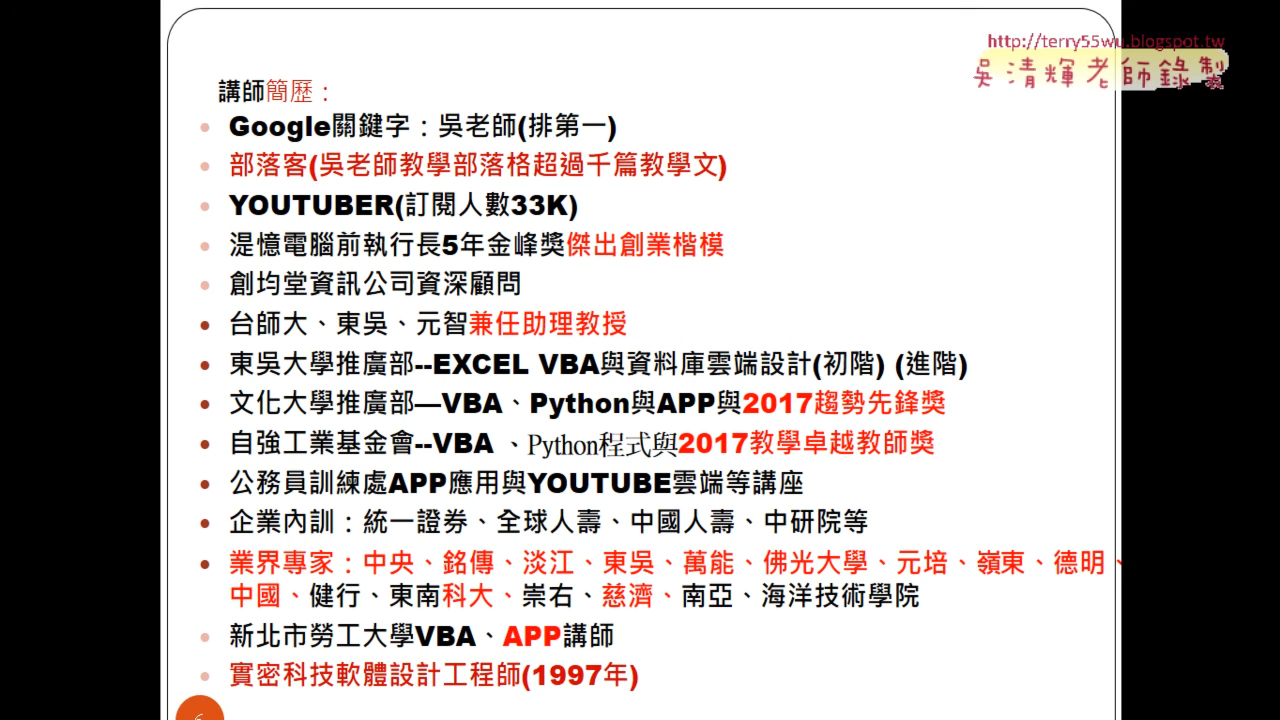 http://terry55wu.blogspot.tw
吳清輝老師錄製
講師簡歷：
Google關鍵字：吳老師(排第一)
部落客(吳老師教學部落格超過千篇教學文)
YOUTUBER(訂閱人數33K)
湜憶電腦前執行長5年金峰獎傑出創業楷模
創均堂資訊公司資深顧問
台師大、東吳、元智兼任助理教授
東吳大學推廣部--EXCEL VBA與資料庫雲端設計(初階) (進階)
文化大學推廣部—VBA、Python與APP與2017趨勢先鋒獎
自強工業基金會--VBA 、Python程式與2017教學卓越教師獎
公務員訓練處APP應用與YOUTUBE雲端等講座
企業內訓：統一證券、全球人壽、中國人壽、中研院等
業界專家：中央、銘傳、淡江、東吳、萬能、佛光大學、元培、嶺東、德明、
中國、健行、東南科大、崇右、慈濟、南亞、海洋技術學院
新北市勞工大學VBA、APP講師
實密科技軟體設計工程師(1997年)